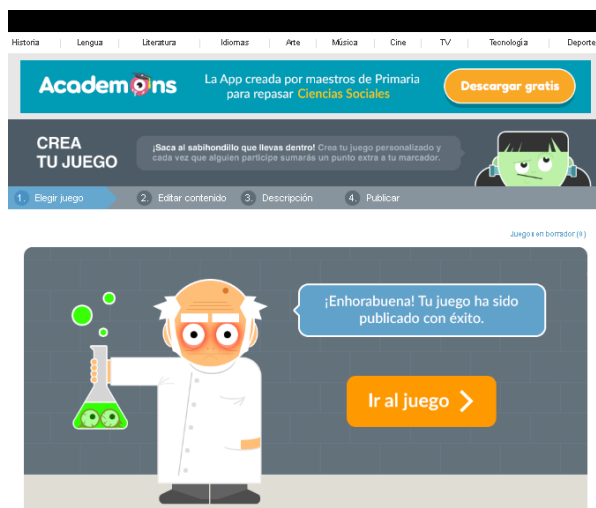 Historia Lengua Literatura Idiomas Arte Música Cine TV Tecnología Deporte
Academons
La App creada por maestros de Primaria
para repasar Ciencias Sociales
Descargar gratis
CREA
TU JUEGO
¡Saca al sabihondillo que llevas dentro! Crea tu juego personalizado y
cada vez que alguien participe sumarás un punto extra a tu marcador.
1. Elegir juego 2. Editar contenido 3. Descripción 4. Publicar
Juegos en borrador (0)
¡Enhorabuena! Tu juego ha sido
publicado con éxito.
Ir al juego